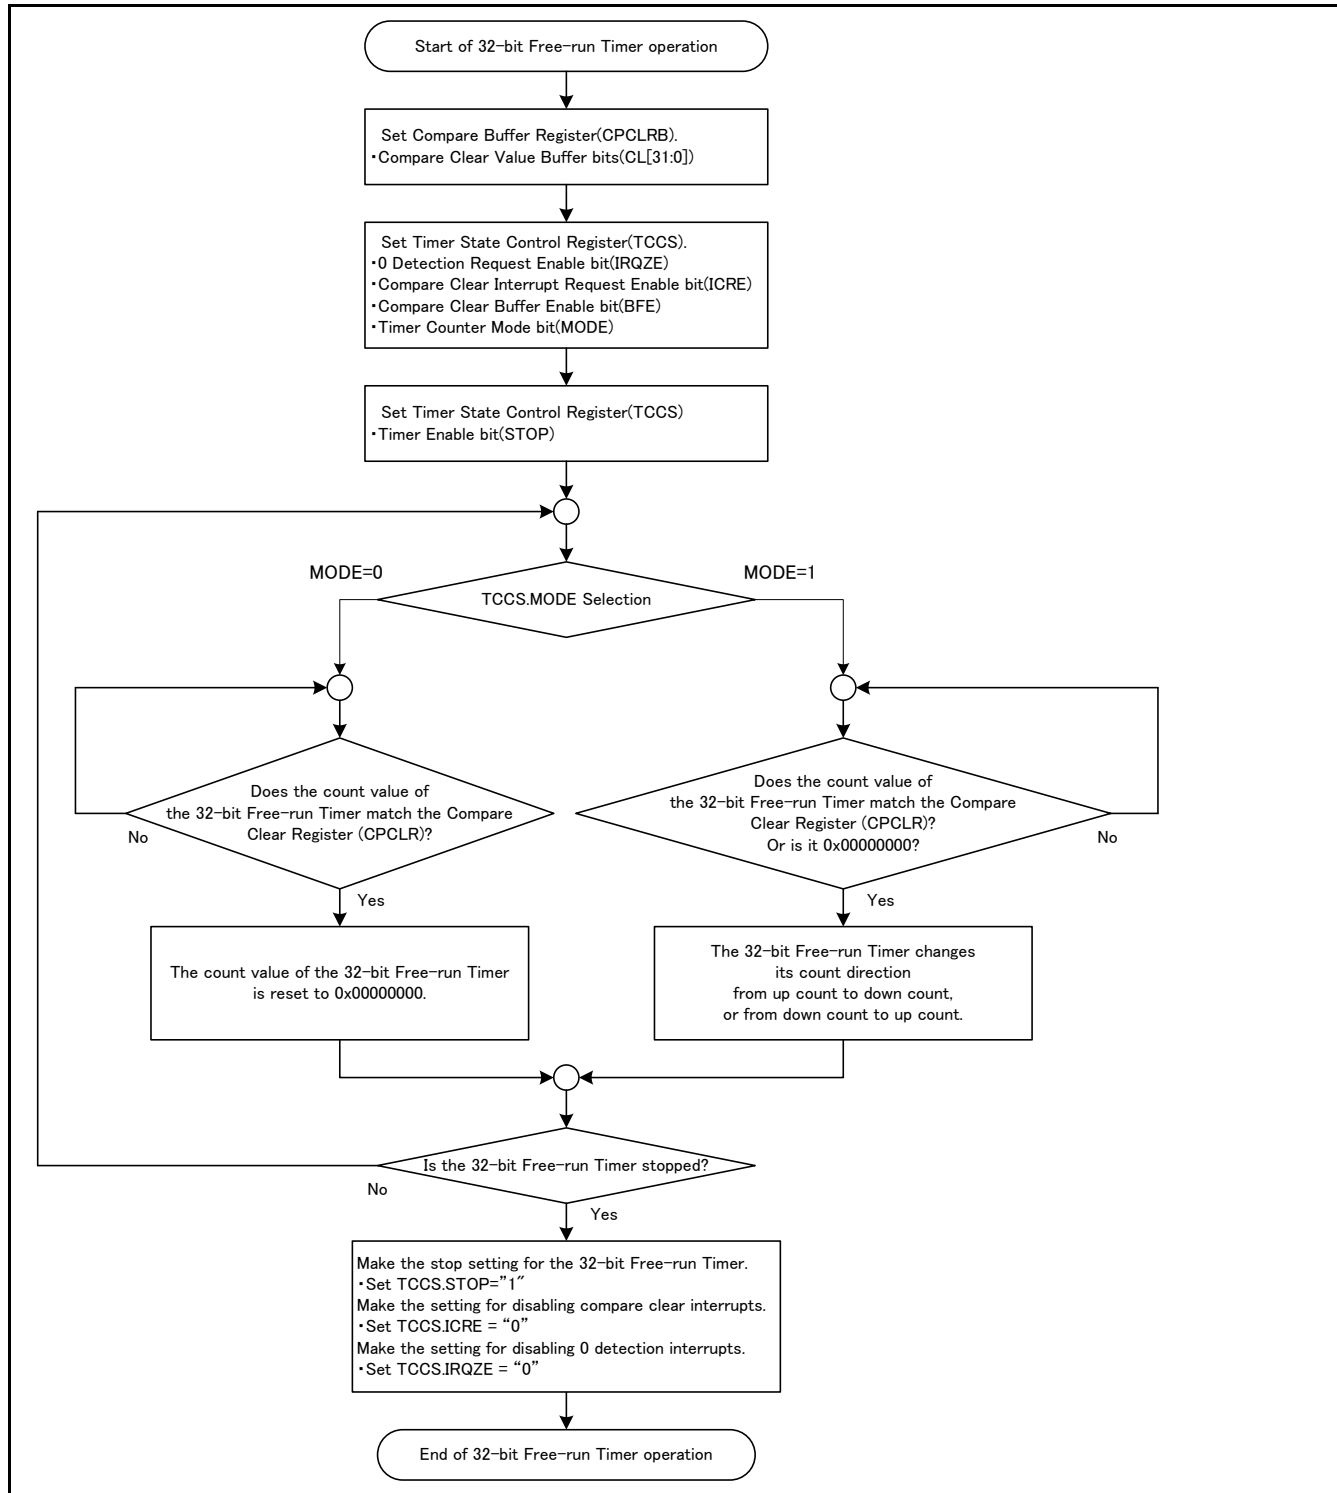 Start of 32-bit Free-run Timer operation
Set Compare Buffer Register(CPCLRB).
・Compare Clear Value Buffer bits(CL[31:0])
Set Timer State Control Register(TCCS).
・0 Detection Request Enable bit(IRQZE)
・Compare Clear Interrupt Request Enable bit(ICRE)
・Compare Clear Buffer Enable bit(BFE)
・Timer Counter Mode bit(MODE)
Set Timer State Control Register(TCCS)
・Timer Enable bit(STOP)
MODE=0
MODE=1
TCCS.MODE Selection
Does the count value of
the 32-bit Free-run Timer match the Compare
Clear Register (CPCLR)?
No
Yes
Does the count value of
the 32-bit Free-run Timer match the Compare
Clear Register (CPCLR)?
Or is it 0x00000000?
No
Yes
The count value of the 32-bit Free-run Timer
is reset to 0x00000000.
The 32-bit Free-run Timer changes
its count direction
from up count to down count,
or from down count to up count.
Is the 32-bit Free-run Timer stopped?
No
Yes
Make the stop setting for the 32-bit Free-run Timer.
・Set TCCS.STOP=”1”
Make the setting for disabling compare clear interrupts.
・Set TCCS.ICRE = “0”
Make the setting for disabling 0 detection interrupts.
・Set TCCS.IRQZE = “0”
End of 32-bit Free-run Timer operation